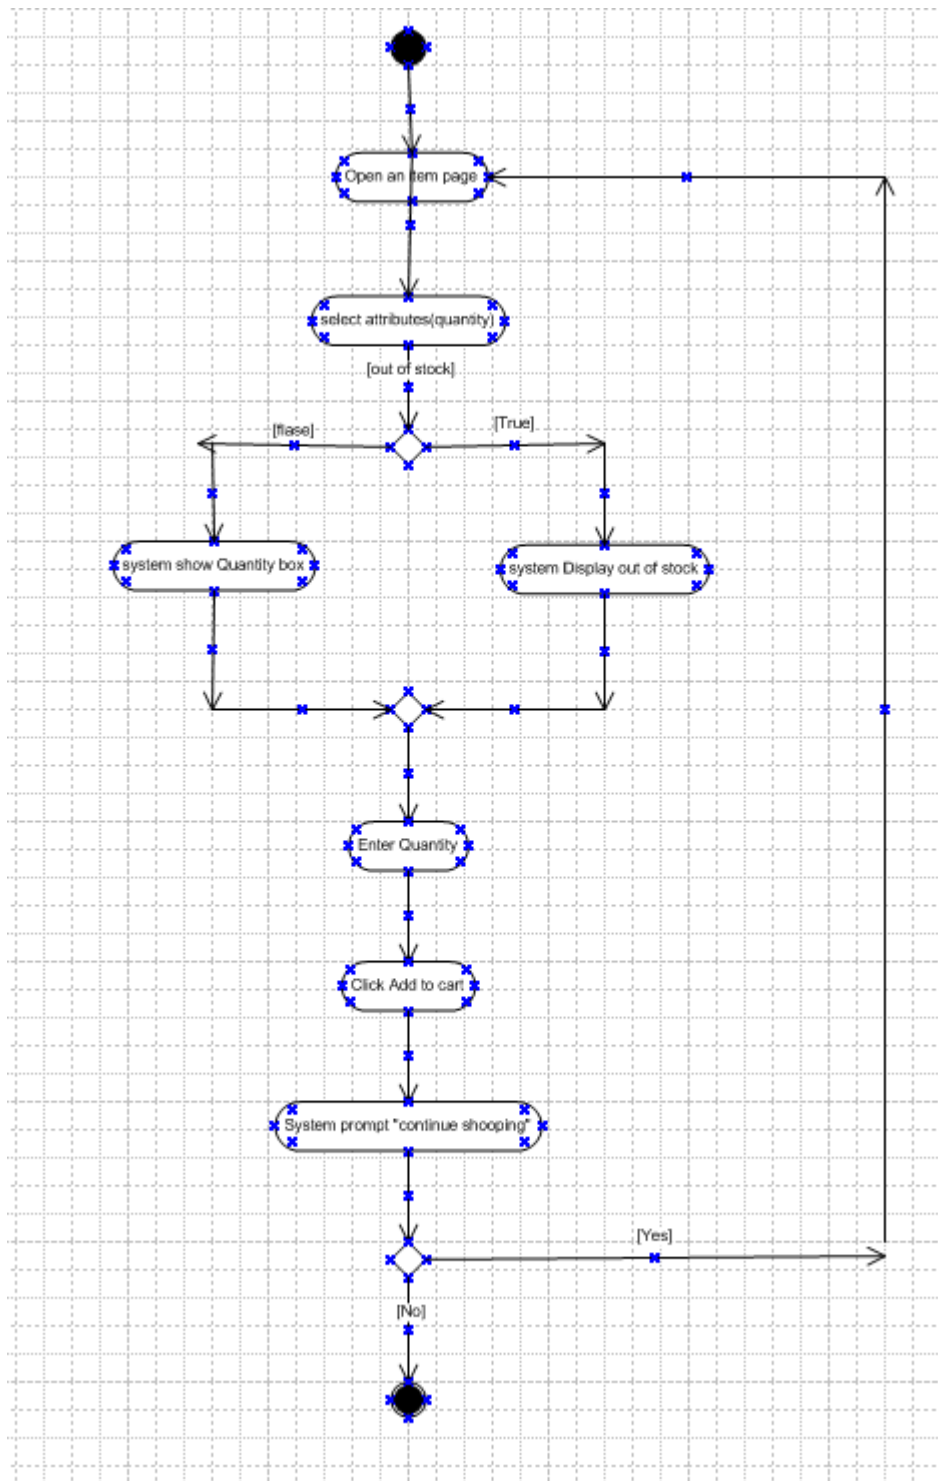 Open an item page
select attributes(quantity)
[out of stock]
[flase]
[True]
system show Quantity box
system Display out of stock
Enter Quantity
Click Add to cart
System prompt "continue shooping"
[Yes]
[No]